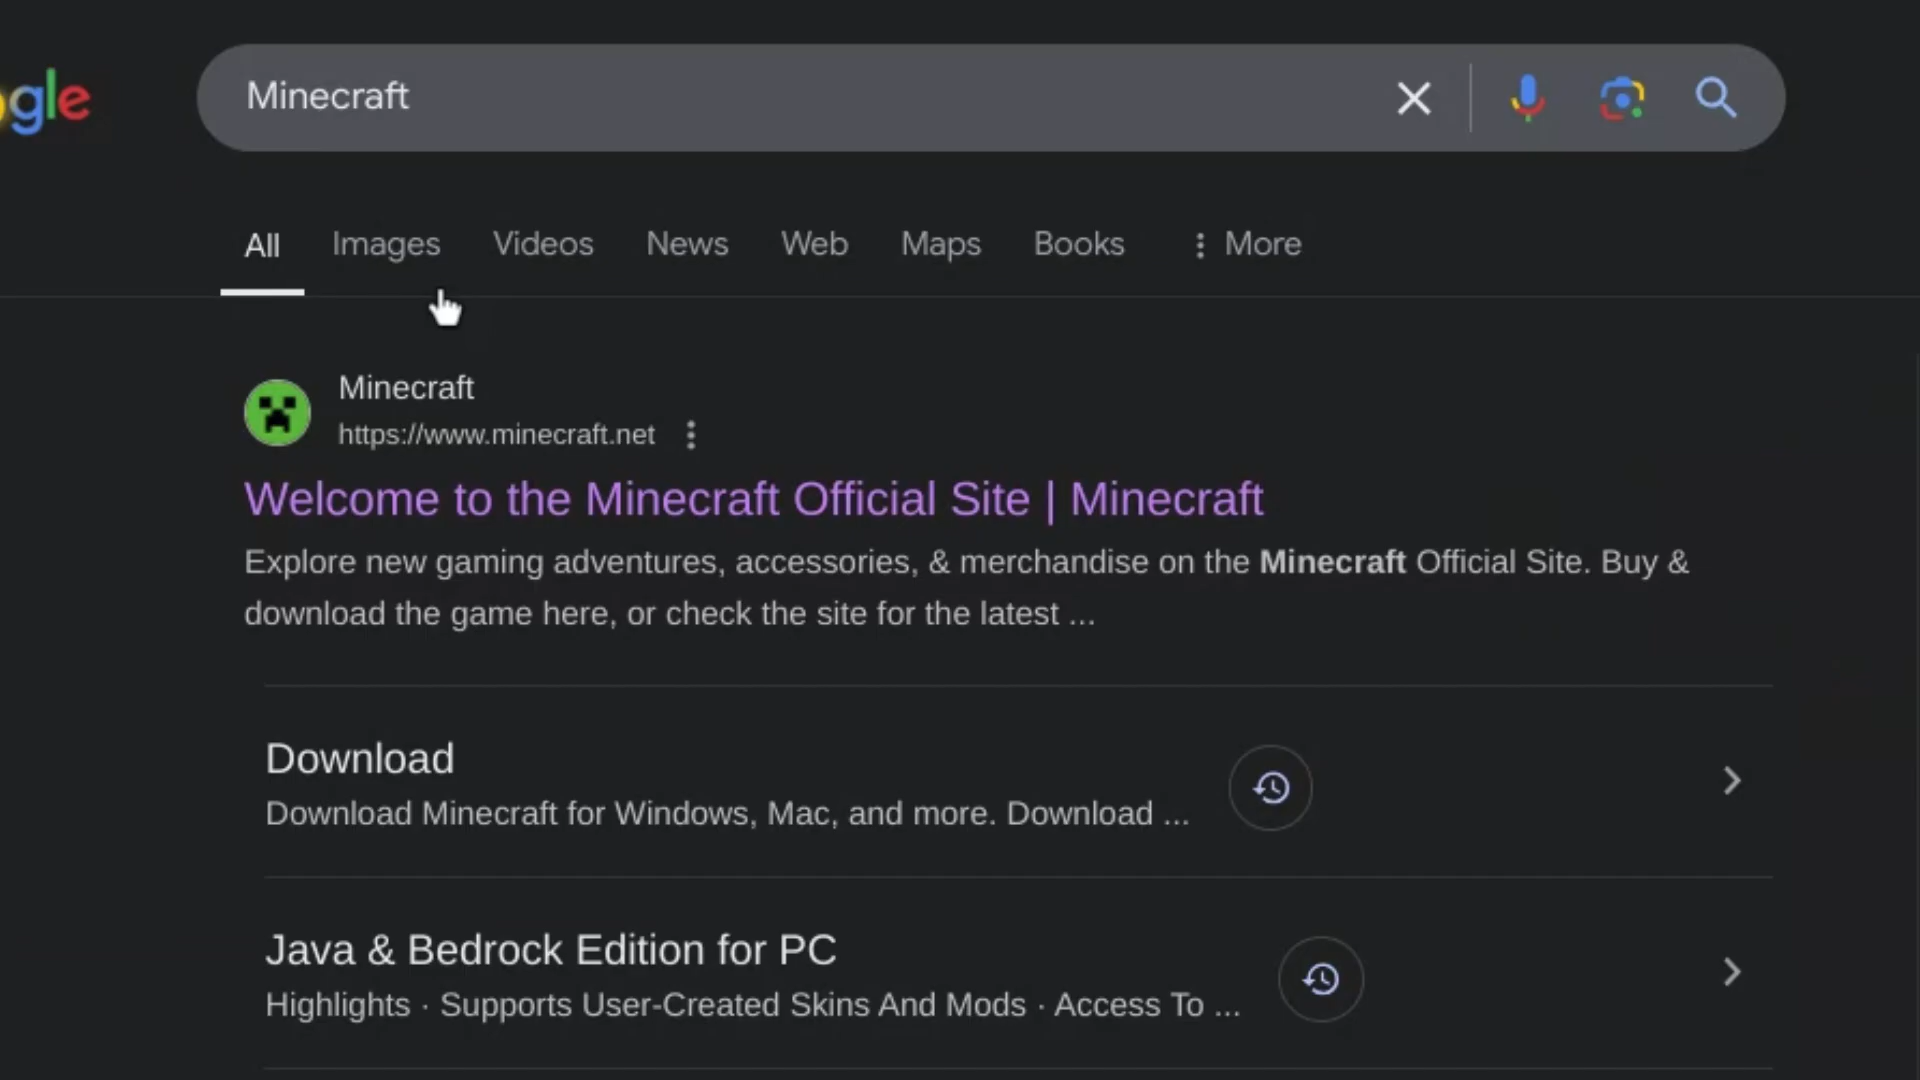 gle
Minecraft
All Images Videos News Web Maps Books More
Minecraft
https://www.minecraft.net
Welcome to the Minecraft Official Site | Minecraft
Explore new gaming adventures, accessories, & merchandise on the Minecraft Official Site. Buy &
download the game here, or check the site for the latest ...
Download
Download Minecraft for Windows, Mac, and more. Download ...
Java & Bedrock Edition for PC
Highlights · Supports User-Created Skins And Mods · Access To ...